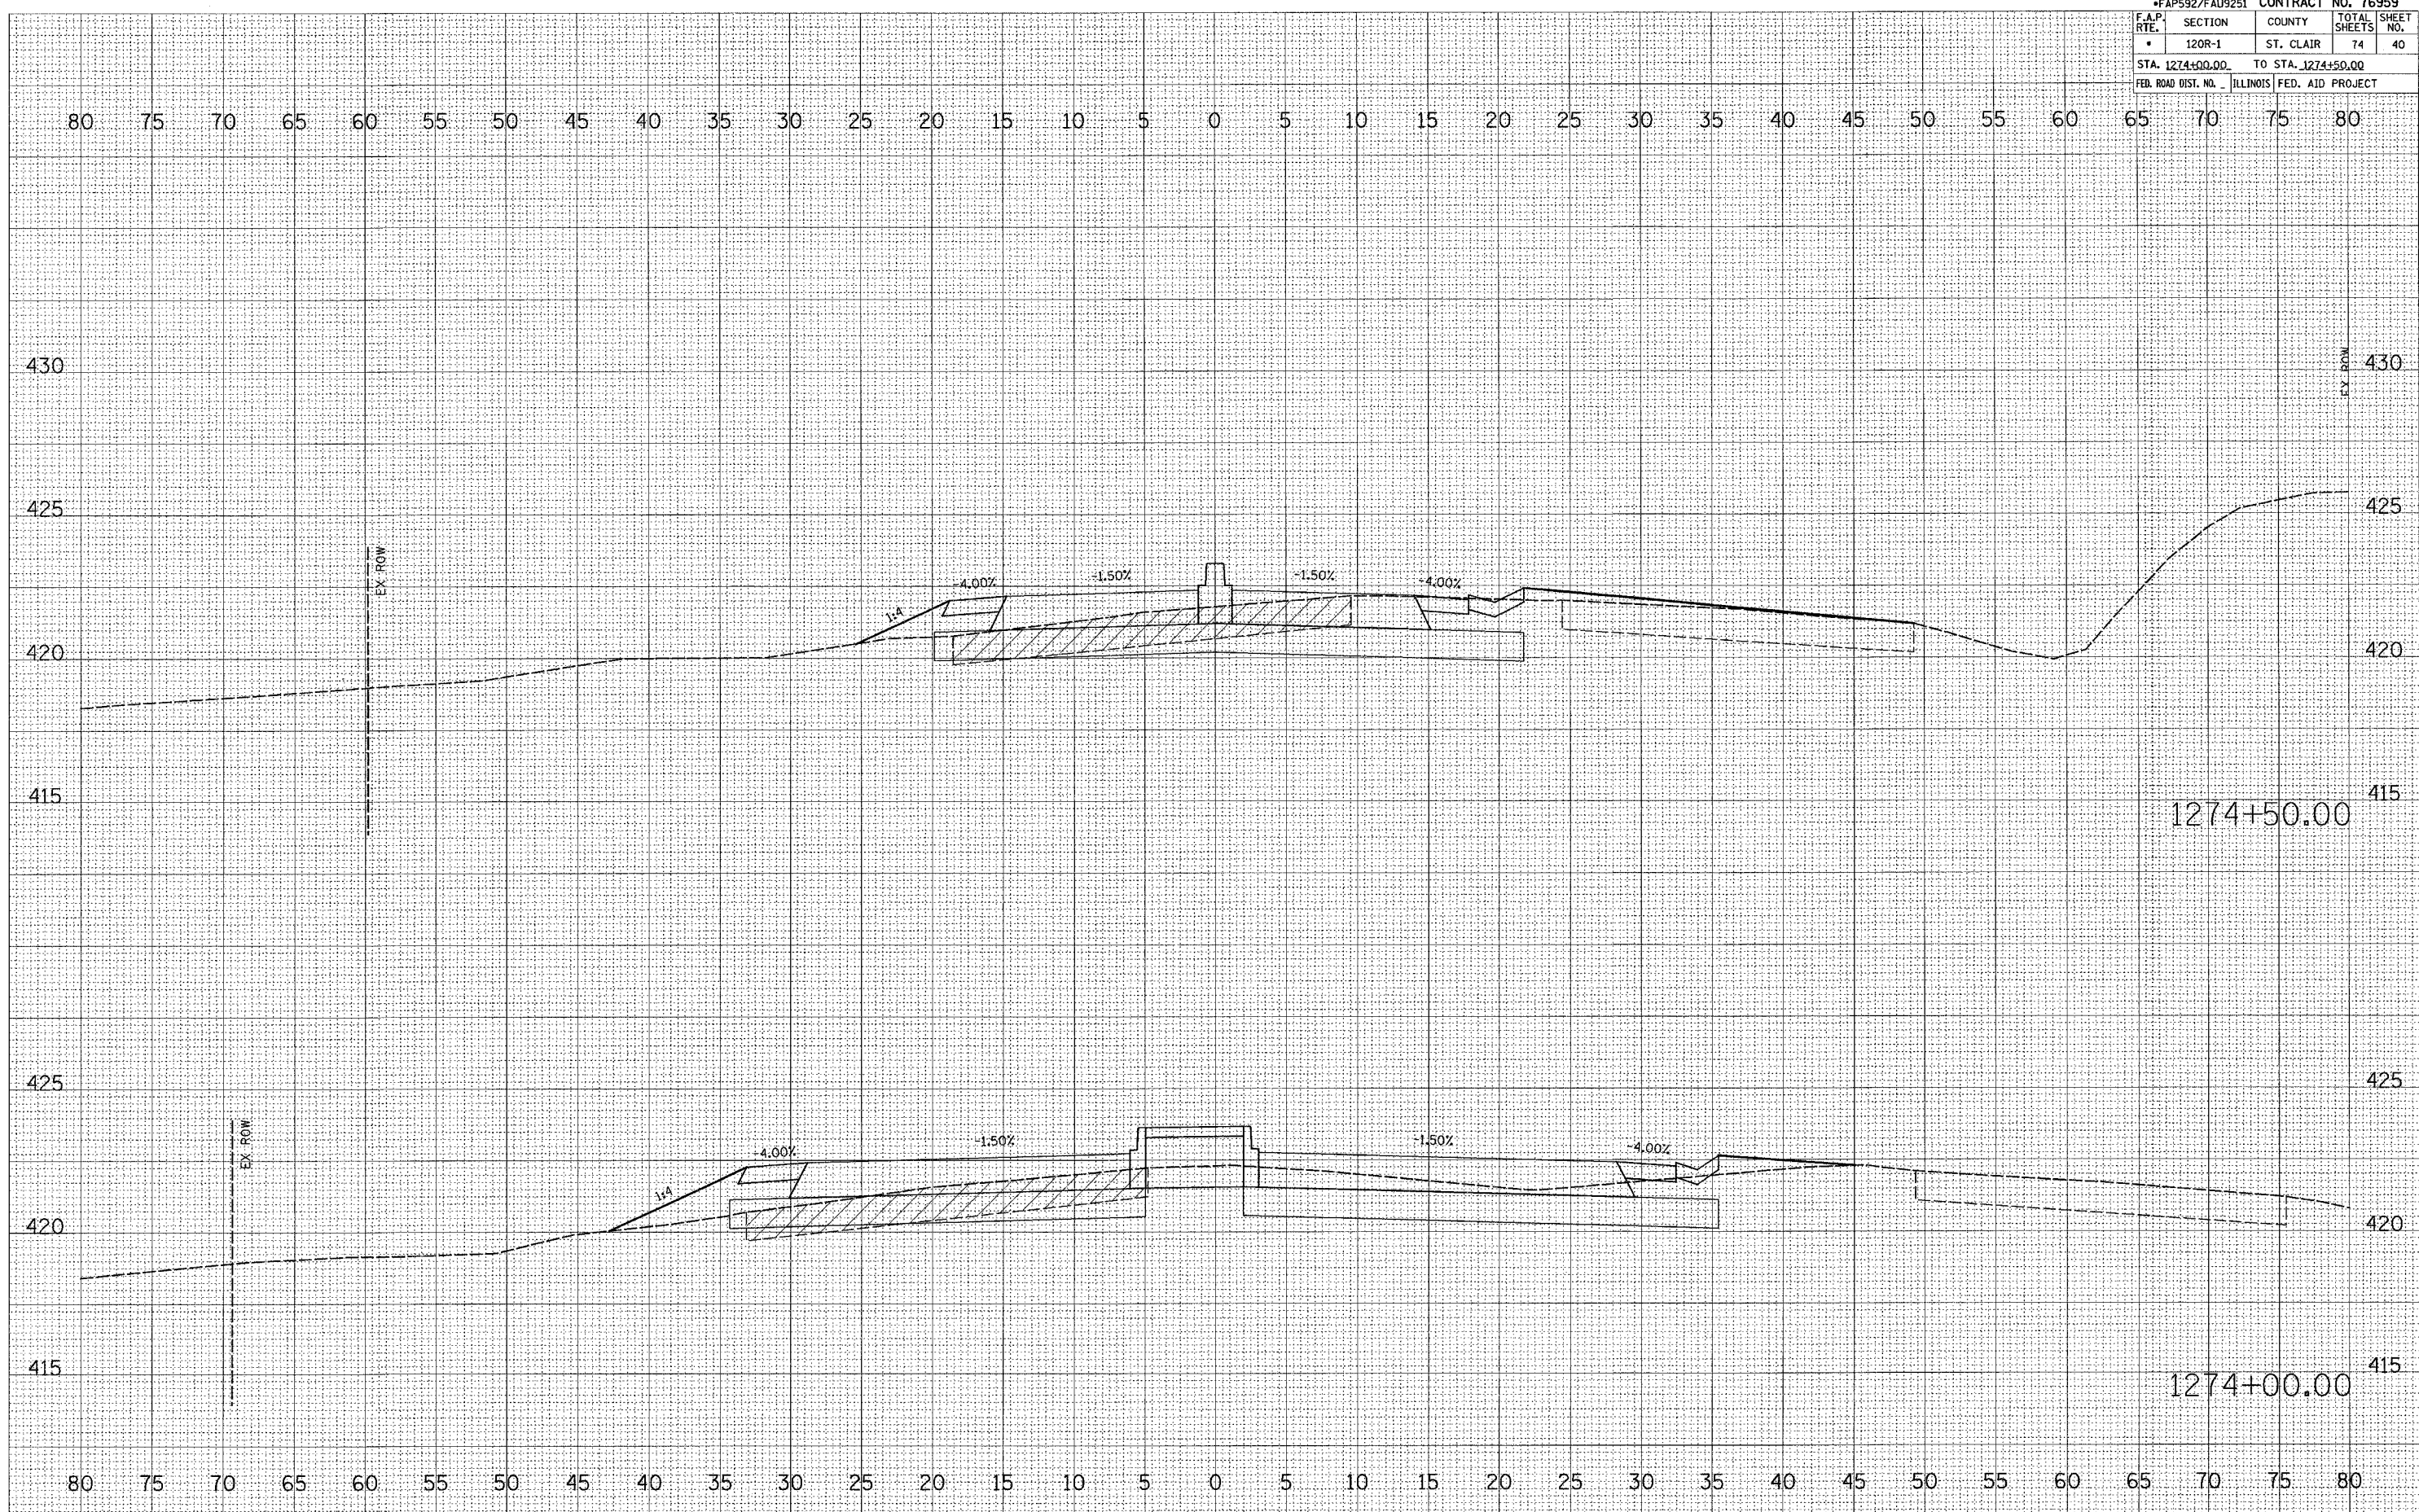 *FAP592/FAU9251 CONTRACT NO. 76959
F.A.P. RTE. SECTION COUNTY TOTAL SHEETS SHEET NO.
* 120R-1 ST. CLAIR 74 40
STA. 1274+00.00 TO STA. 1274+50.00
FED. ROAD DIST. NO. _ ILLINOIS FED. AID PROJECT
80 75 70 65 60 55 50 45 40 35 30 25 20 15 10 5 0 5 10 15 20 25 30 35 40 45 50 55 60 65 70 75 80
430 EX ROW 430
425 425
EX ROW
-4.00% -1.50% -1.50% -4.00%
1:4
420 420
415 415
1274+50.00
425 425
EX ROW
-4.00% -1.50% -1.50% -4.00%
1:4
420 420
415 415
1274+00.00
80 75 70 65 60 55 50 45 40 35 30 25 20 15 10 5 0 5 10 15 20 25 30 35 40 45 50 55 60 65 70 75 80